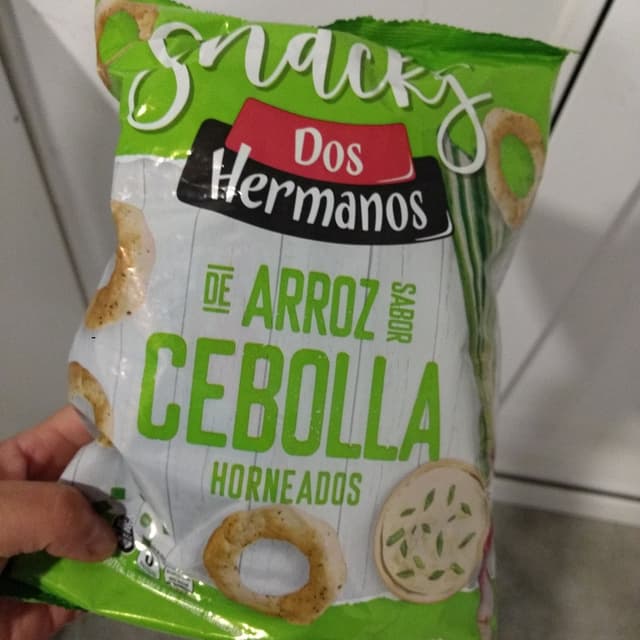 Snacks
Dos
Hermanos
DE ARROZ SABOR
CEBOLLA
HORNEADOS